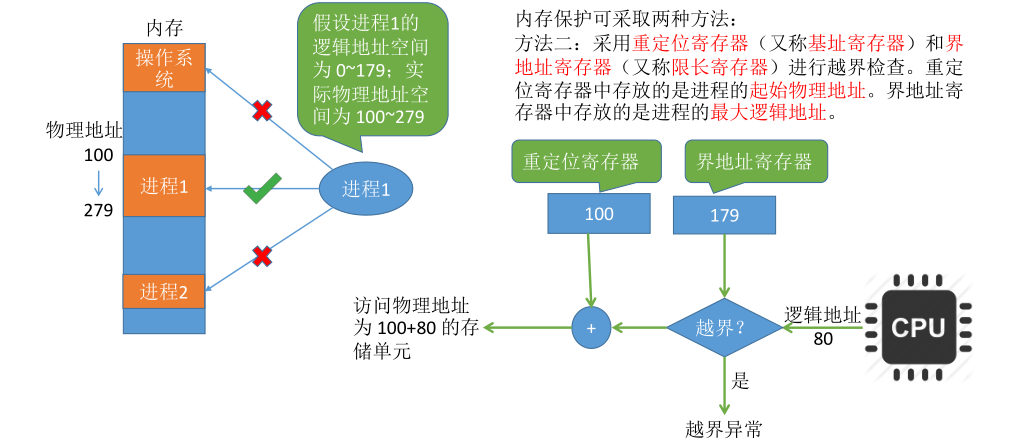 内存
操作系
统
物理地址
100
279
进程1
进程2
假设进程1的
逻辑地址空间
为 0~179；实
际物理地址空
间为 100~279
进程1
内存保护可采取两种方法：
方法二：采用重定位寄存器（又称基址寄存器）和界
地址寄存器（又称限长寄存器）进行越界检查。重定
位寄存器中存放的是进程的起始物理地址。界地址寄
存器中存放的是进程的最大逻辑地址。
重定位寄存器
界地址寄存器
100
179
访问物理地址
为 100+80 的存
储单元
+
越界？
逻辑地址
80
CPU
是
越界异常